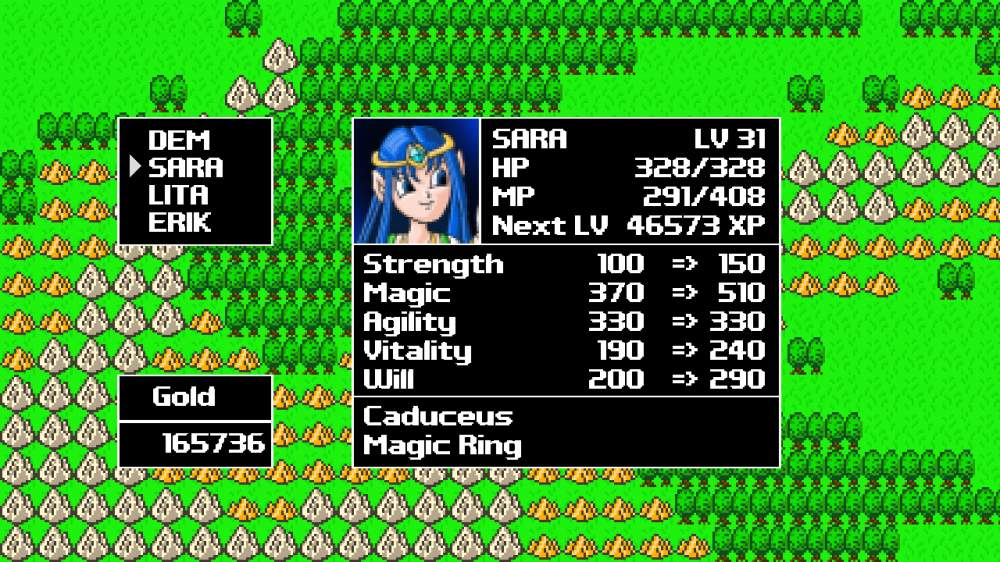 DEM
SARA
LITA
ERIK
SARA LV 31
HP 328/328
MP 291/408
Next LV 46573 XP
Strength 100 => 150
Magic 370 => 510
Agility 330 => 330
Vitality 190 => 240
Will 200 => 290
Caduceus
Magic Ring
Gold
165736